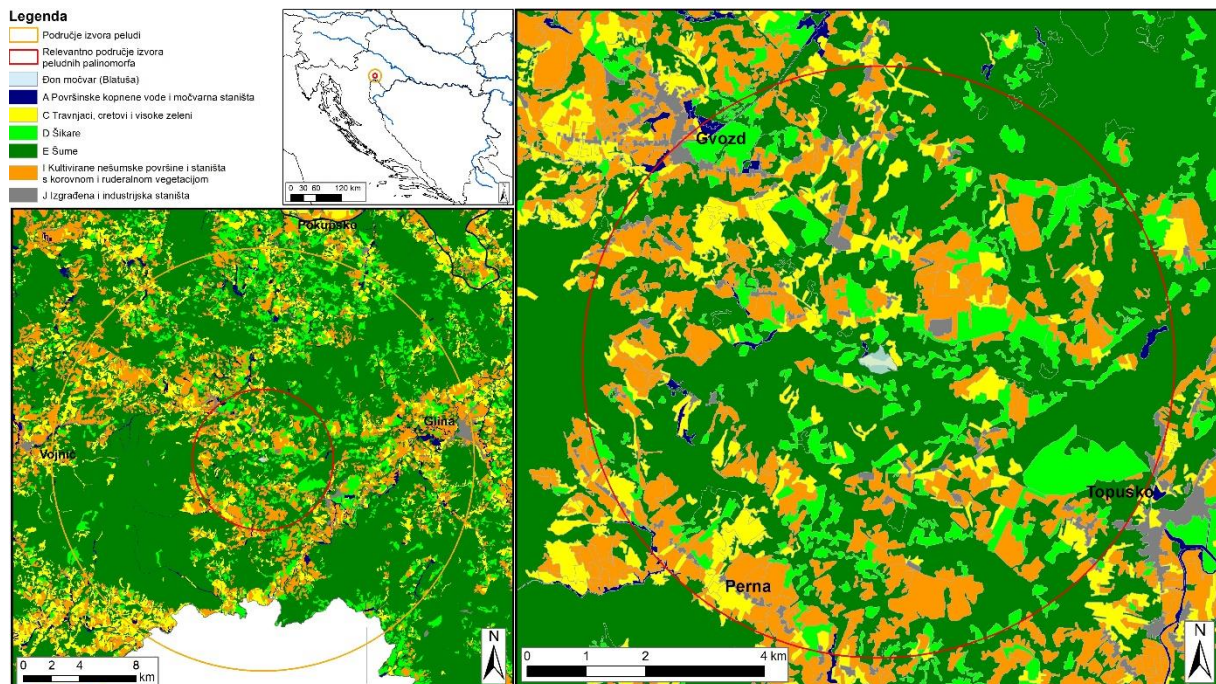 Legenda
Područje izvora peludi
Relevantno područje izvora
peludnih palinomorfa
Đon močvar (Blatuša)
A Površinske kopnene vode i močvarna staništa
C Travnjaci, cretovi i visoke zeleni
D Šikare
E Šume
I Kultivirane nešumske površine i staništa
s korovnom i ruderalnom vegetacijom
J Izgrađena i industrijska staništa
0 30 60 120 km
N
Pokupsko
Glina
Vojnić
0 2 4 8
km
N
Gvozd
Topusko
Perna
0 1 2 4 km
N